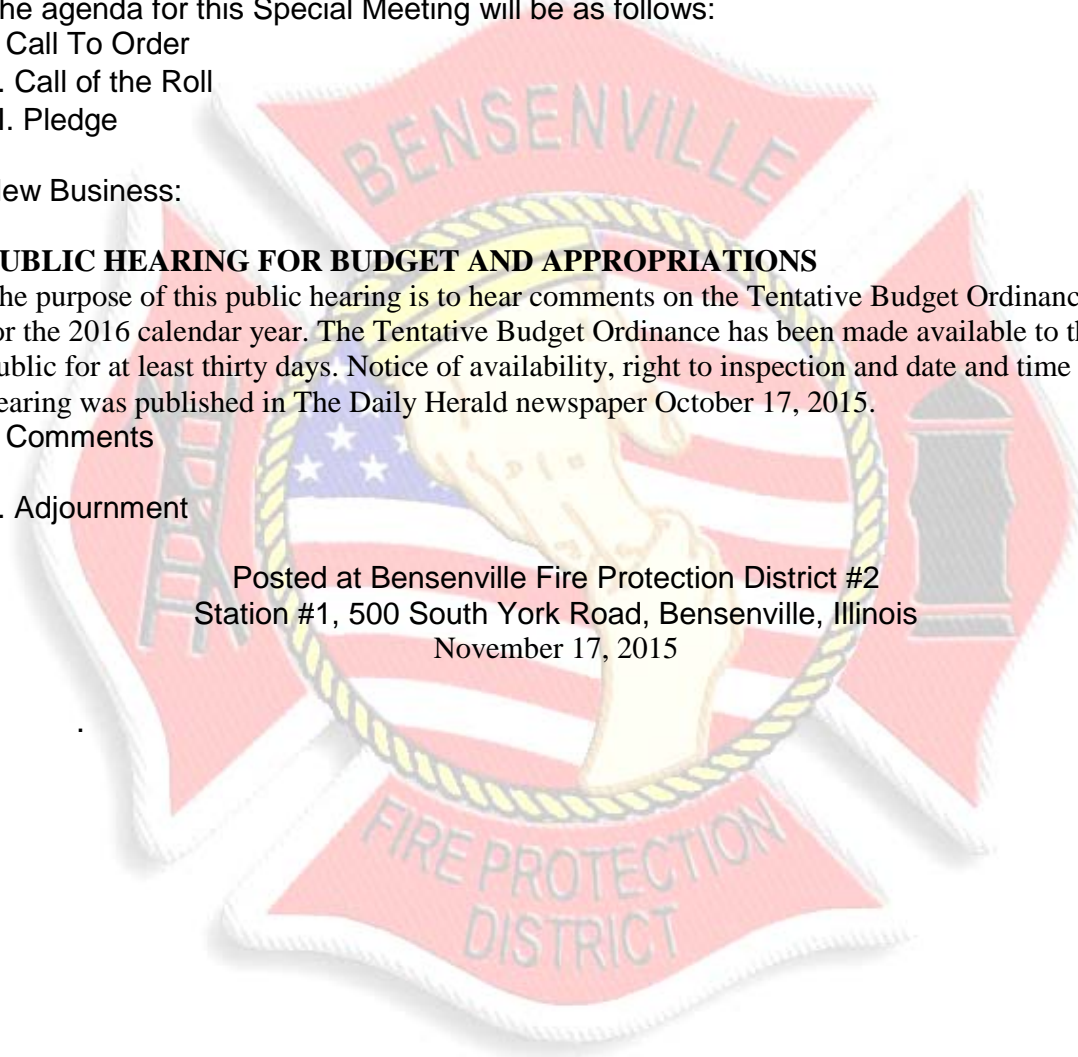 he agenda for this Special Meeting will be as follows:
Call To Order
. Call of the Roll
I. Pledge
New Business:
UBLIC HEARING FOR BUDGET AND APPROPRIATIONS
he purpose of this public hearing is to hear comments on the Tentative Budget Ordinanc
or the 2016 calendar year. The Tentative Budget Ordinance has been made available to th
ublic for at least thirty days. Notice of availability, right to inspection and date and time
earing was published in The Daily Herald newspaper October 17, 2015.
Comments
. Adjournment
Posted at Bensenville Fire Protection District #2
Station #1, 500 South York Road, Bensenville, Illinois
November 17, 2015
.
BENSENVILLE
FIRE PROTECTION
DISTRICT